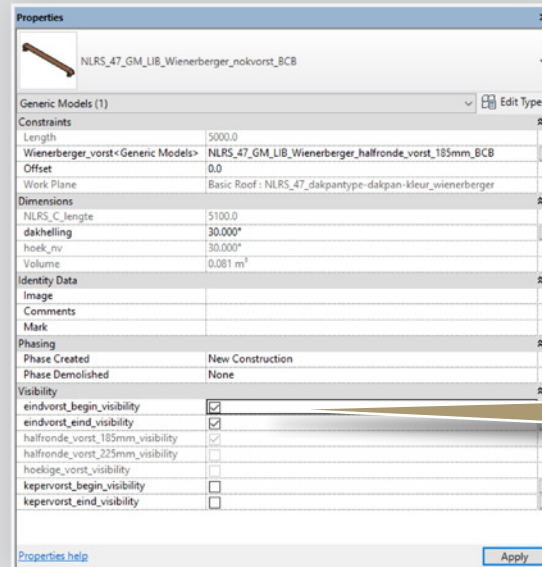 Properties
NLRS_47_GM_LIB_Wienerberger_nokvorst_BCB
Generic Models (1) Edit Type
Constraints
Length 5000.0
Wienerberger_vorst<Generic Models> NLRS_47_GM_LIB_Wienerberger_halfronde_vorst_185mm_BCB
Offset 0.0
Work Plane Basic Roof : NLRS_47_dakpantype-dakpan-kleur_wienerberger
Dimensions
NLRS_C_lengte 5100.0
dakhelling 30.000°
hoek_nv 30.000°
Volume 0.081 m³
Identity Data
Image
Comments
Mark
Phasing
Phase Created New Construction
Phase Demolished None
Visibility
eindvorst_begin_visibility
eindvorst_eind_visibility
halfronde_vorst_185mm_visibility
halfronde_vorst_225mm_visibility
hoekige_vorst_visibility
kepervorst_begin_visibility
kepervorst_eind_visibility
Properties help Apply